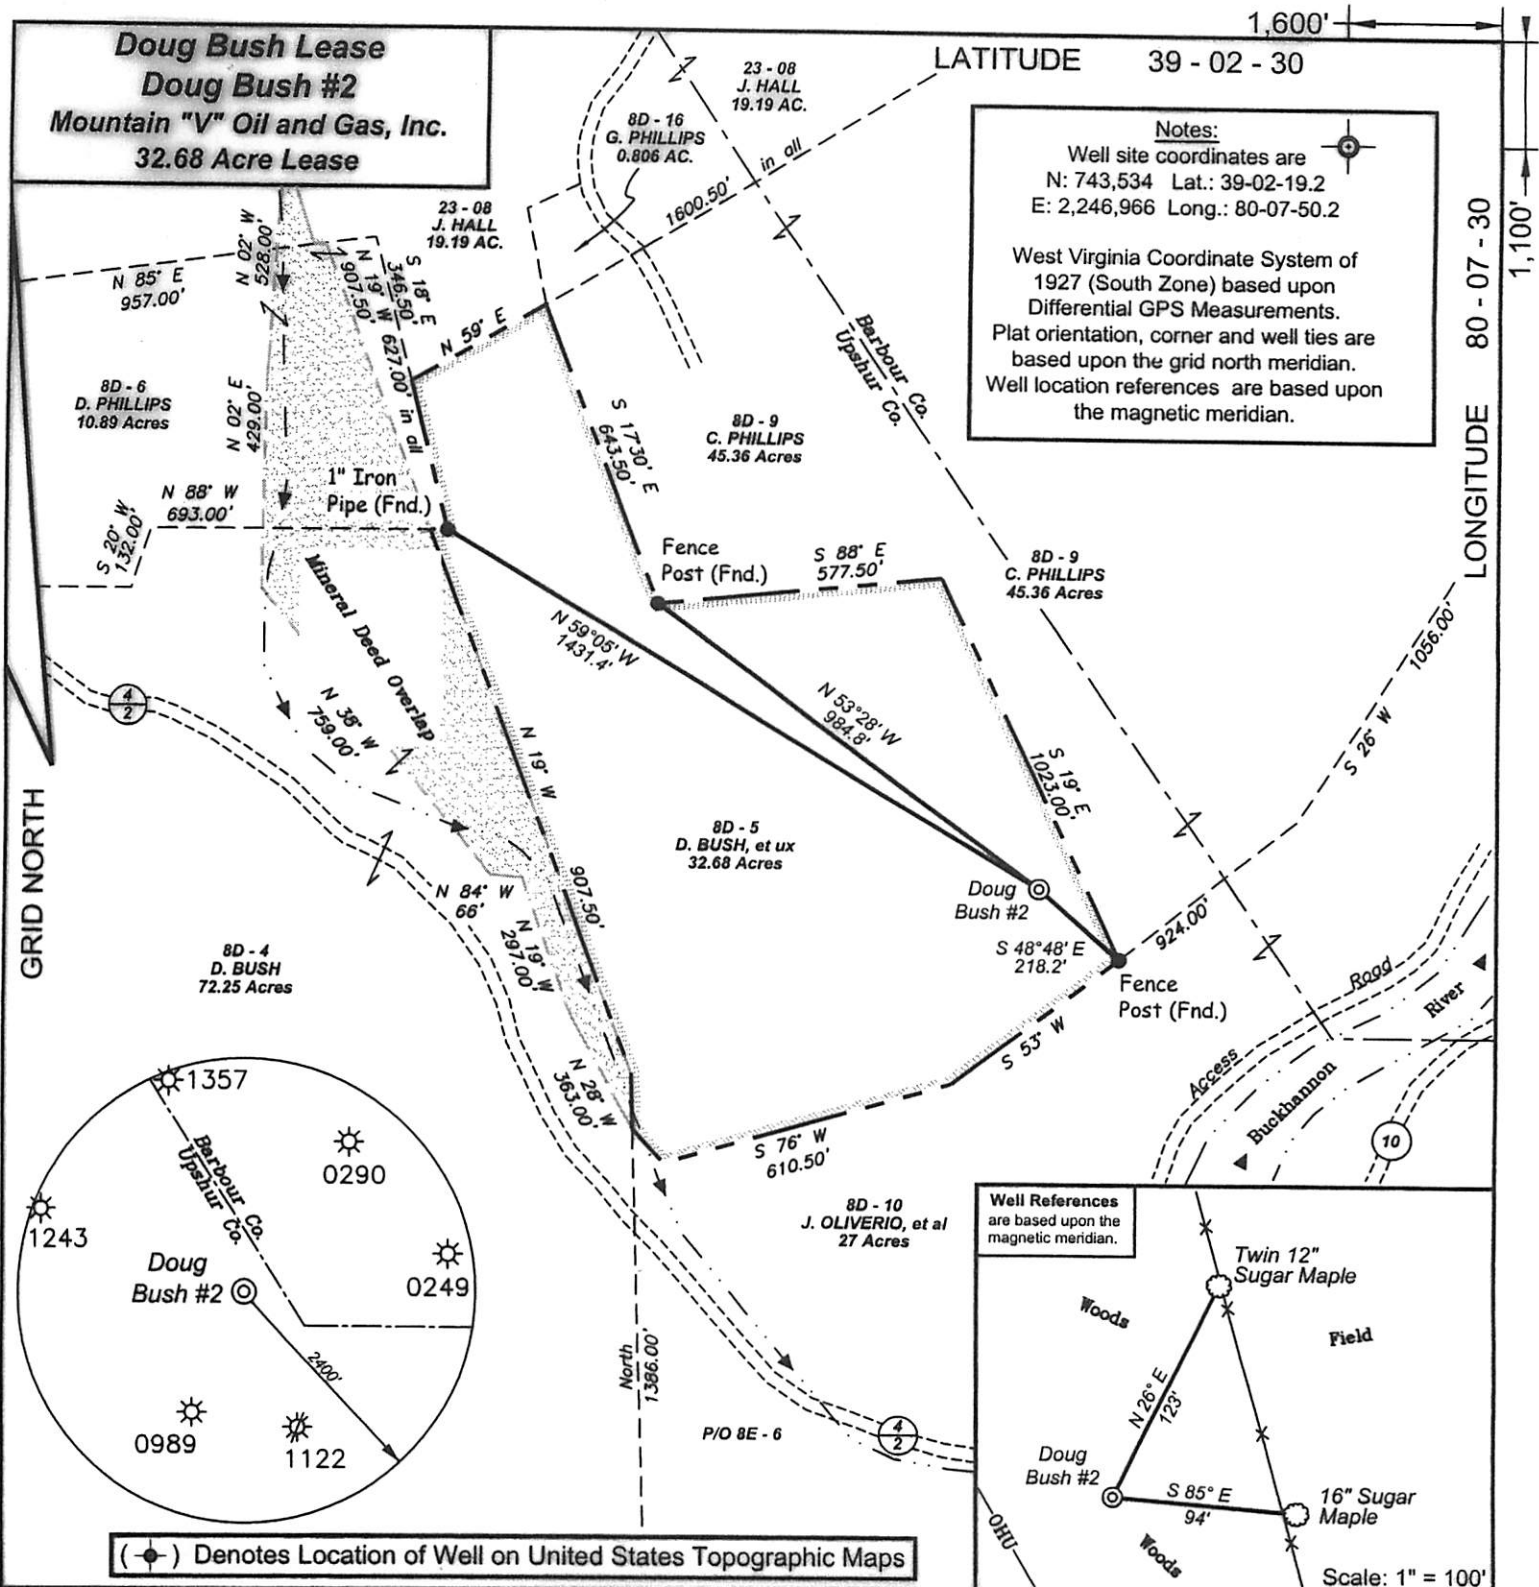 Doug Bush Lease
Doug Bush #2
Mountain "V" Oil and Gas, Inc.
32.68 Acre Lease
1,600'
LATITUDE 39 - 02 - 30
1,100'
LONGITUDE 80 - 07 - 30
Notes:
Well site coordinates are
N: 743,534 Lat.: 39-02-19.2
E: 2,246,966 Long.: 80-07-50.2
West Virginia Coordinate System of
1927 (South Zone) based upon
Differential GPS Measurements.
Plat orientation, corner and well ties are
based upon the grid north meridian.
Well location references are based upon
the magnetic meridian.
23 - 08
J. HALL
19.19 AC.
8D - 16
G. PHILLIPS
0.806 AC.
1600.50' in all
23 - 08
J. HALL
19.19 AC.
N 02° W
528.00'
N 85° E
957.00'
N 19° W
907.50'
S 18° E
346.50'
627.00' in all
N 59° E
Barbour Co.
Upshur Co.
8D - 6
D. PHILLIPS
10.89 Acres
N 02° E
429.00'
S 17°30' E
643.50'
8D - 9
C. PHILLIPS
45.36 Acres
1" Iron
Pipe (Fnd.)
N 88° W
693.00'
S 20° W
132.00'
Fence
Post (Fnd.)
S 88° E
577.50'
8D - 9
C. PHILLIPS
45.36 Acres
Mineral Deed Overlap
N 59°05' W
1431.4'
N 53°28' W
984.8'
1056.00'
S 26° W
4
2
N 38° W
759.00'
N 19° W
907.50'
S 19° E
1023.00'
GRID NORTH
8D - 5
D. BUSH, et ux
32.68 Acres
Doug
Bush #2
N 84° W
66'
924.00'
S 48°48' E
218.2'
Fence
Post (Fnd.)
N 19° W
297.00'
8D - 4
D. BUSH
72.25 Acres
S 53° W
Access Road
Buckhannon River
10
N 28° W
363.00'
S 76° W
610.50'
8D - 10
J. OLIVERIO, et al
27 Acres
1357
Barbour Co.
Upshur Co.
0290
1243
Doug
Bush #2
0249
2400'
0989
1122
North
1386.00'
P/O 8E - 6
4
2
Well References
are based upon the
magnetic meridian.
Twin 12"
Sugar Maple
Woods
Field
N 26° E
123'
Doug
Bush #2
S 85° E
94'
16" Sugar
Maple
OHU
Woods
Scale: 1" = 100'
( ) Denotes Location of Well on United States Topographic Maps